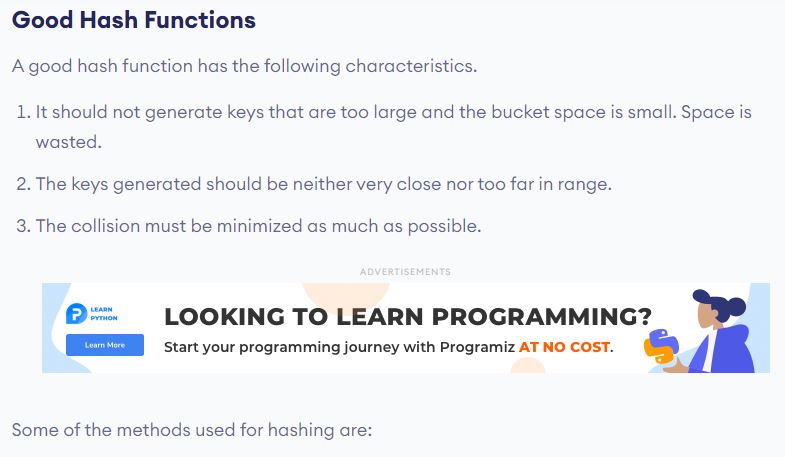 Good Hash Functions
A good hash function has the following characteristics.
1. It should not generate keys that are too large and the bucket space is small. Space is
wasted.
2. The keys generated should be neither very close nor too far in range.
3. The collision must be minimized as much as possible.
ADVERTISEMENTS
LEARN
PYTHON
Learn More
LOOKING TO LEARN PROGRAMMING?
Start your programming journey with Programiz AT NO COST.
Some of the methods used for hashing are: